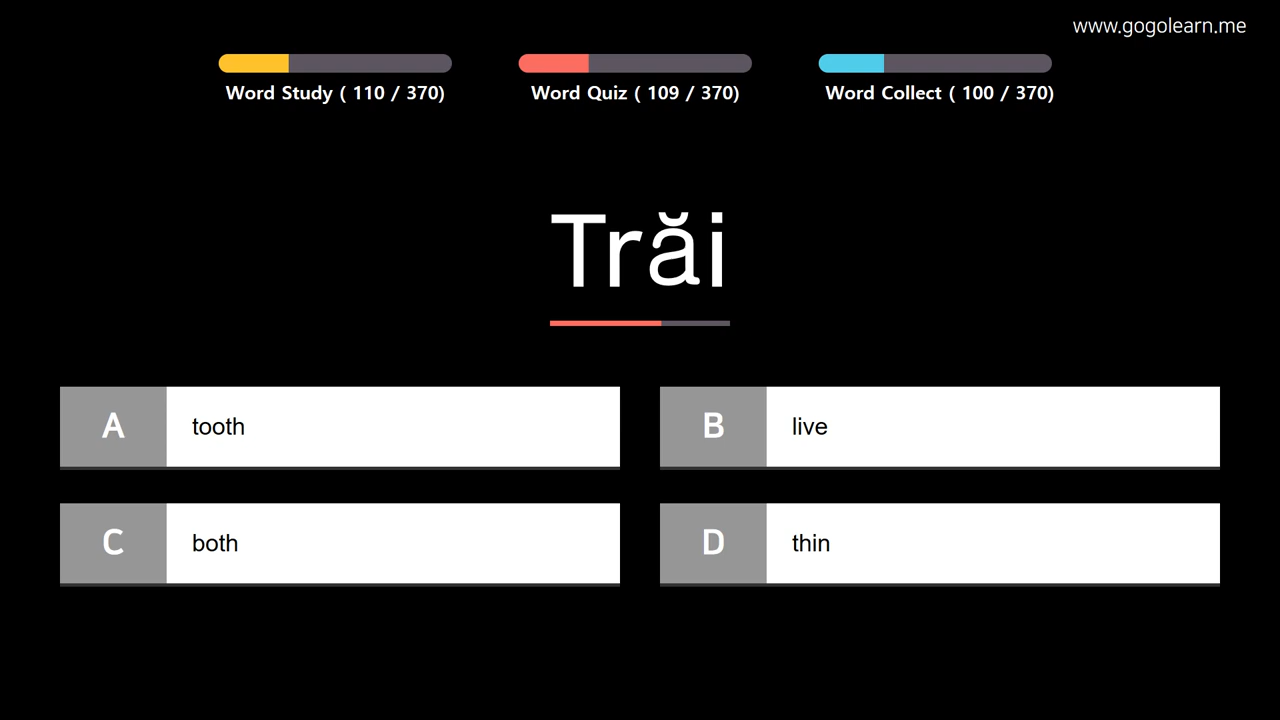 www.gogolearn.me
Word Study ( 110 / 370)
Word Quiz ( 109 / 370)
Word Collect ( 100 / 370)
Trăi
A tooth
B live
C both
D thin